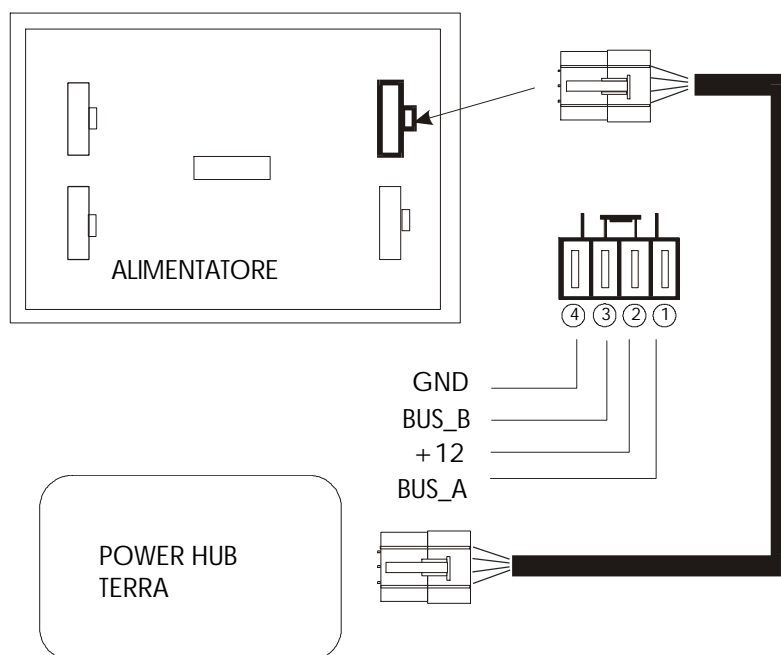 ALIMENTATORE
4 3 2 1
GND
BUS_B
+12
BUS_A
POWER HUB
TERRA